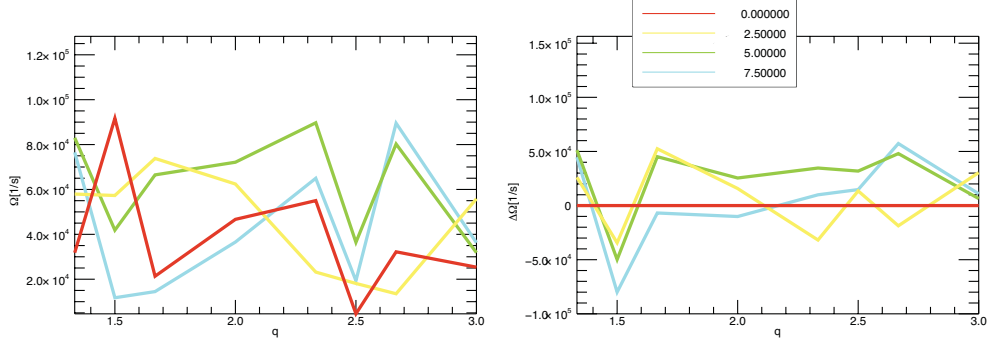 0.000000
2.50000
5.00000
7.50000
1.2×10⁵
1.0×10⁵
8.0×10⁴
6.0×10⁴
4.0×10⁴
2.0×10⁴
Ω[1/s]
1.5 2.0 2.5 3.0
q
1.5×10⁵
1.0×10⁵
5.0×10⁴
0
−5.0×10⁴
−1.0×10⁵
ΔΩ[1/s]
1.5 2.0 2.5 3.0
q